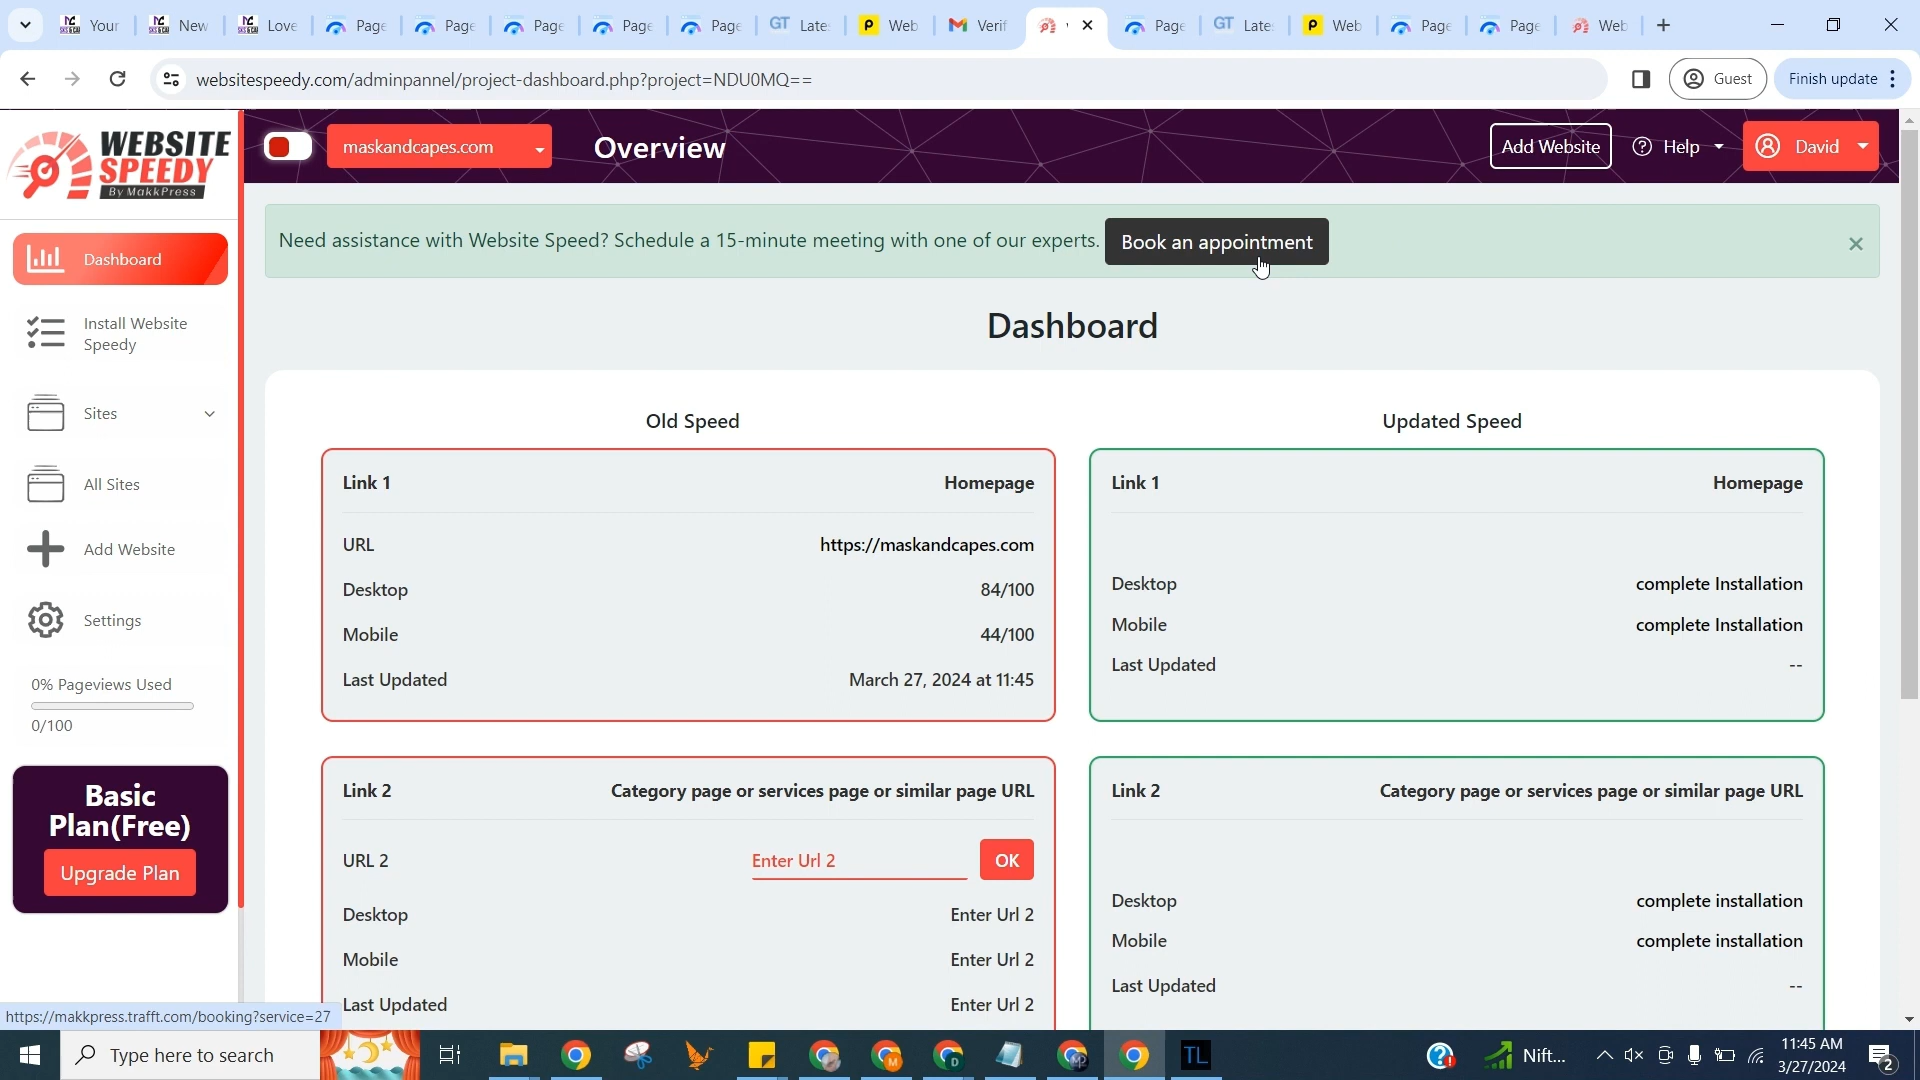 Your
New
Love
Page
Page
Page
Page
Page
GT Late
Web
Verif
Page
GT Late
Web
Page
Page
Web
websitespeedy.com/adminpannel/project-dashboard.php?project=NDU0MQ==
Guest
Finish update
WEBSITE
SPEEDY
By MakkPress
maskandcapes.com
Overview
Add Website
Help
David
Need assistance with Website Speed? Schedule a 15-minute meeting with one of our experts.
Book an appointment
Dashboard
Install Website
Speedy
Sites
All Sites
Add Website
Settings
0% Pageviews Used
0/100
Basic
Plan(Free)
Upgrade Plan
Dashboard
Old Speed
Updated Speed
Link 1
Homepage
URL
https://maskandcapes.com
Desktop
84/100
Mobile
44/100
Last Updated
March 27, 2024 at 11:45
Link 1
Homepage
Desktop
complete Installation
Mobile
complete Installation
Last Updated
--
Link 2
Category page or services page or similar page URL
URL 2
Enter Url 2
OK
Desktop
Enter Url 2
Mobile
Enter Url 2
Last Updated
Enter Url 2
Link 2
Category page or services page or similar page URL
Desktop
complete installation
Mobile
complete installation
Last Updated
--
https://makkpress.trafft.com/booking?service=27
Type here to search
TL
Nift...
11:45 AM
3/27/2024
2